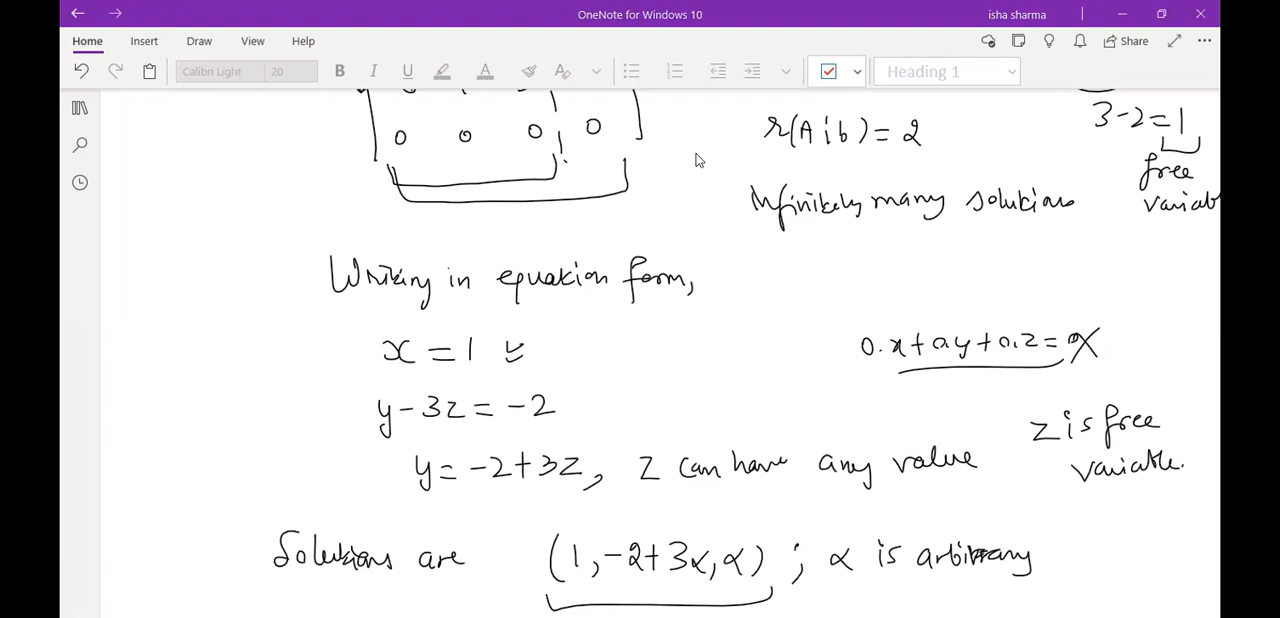 OneNote for Windows 10
isha sharma
Home Insert Draw View Help
Share
Calibri Light 20
B I U A
Heading 1
0 0 0 0
r(A¦b) = 2
3-2=1
free
variabl
Infinitely many solutions
Writing in equation form,
x = 1
0.x+0.y+0.z=0
y-3z = -2
z is free
variable.
y = -2+3z, z can have any value
Solutions are (1, -2+3α, α) ; α is arbitrary